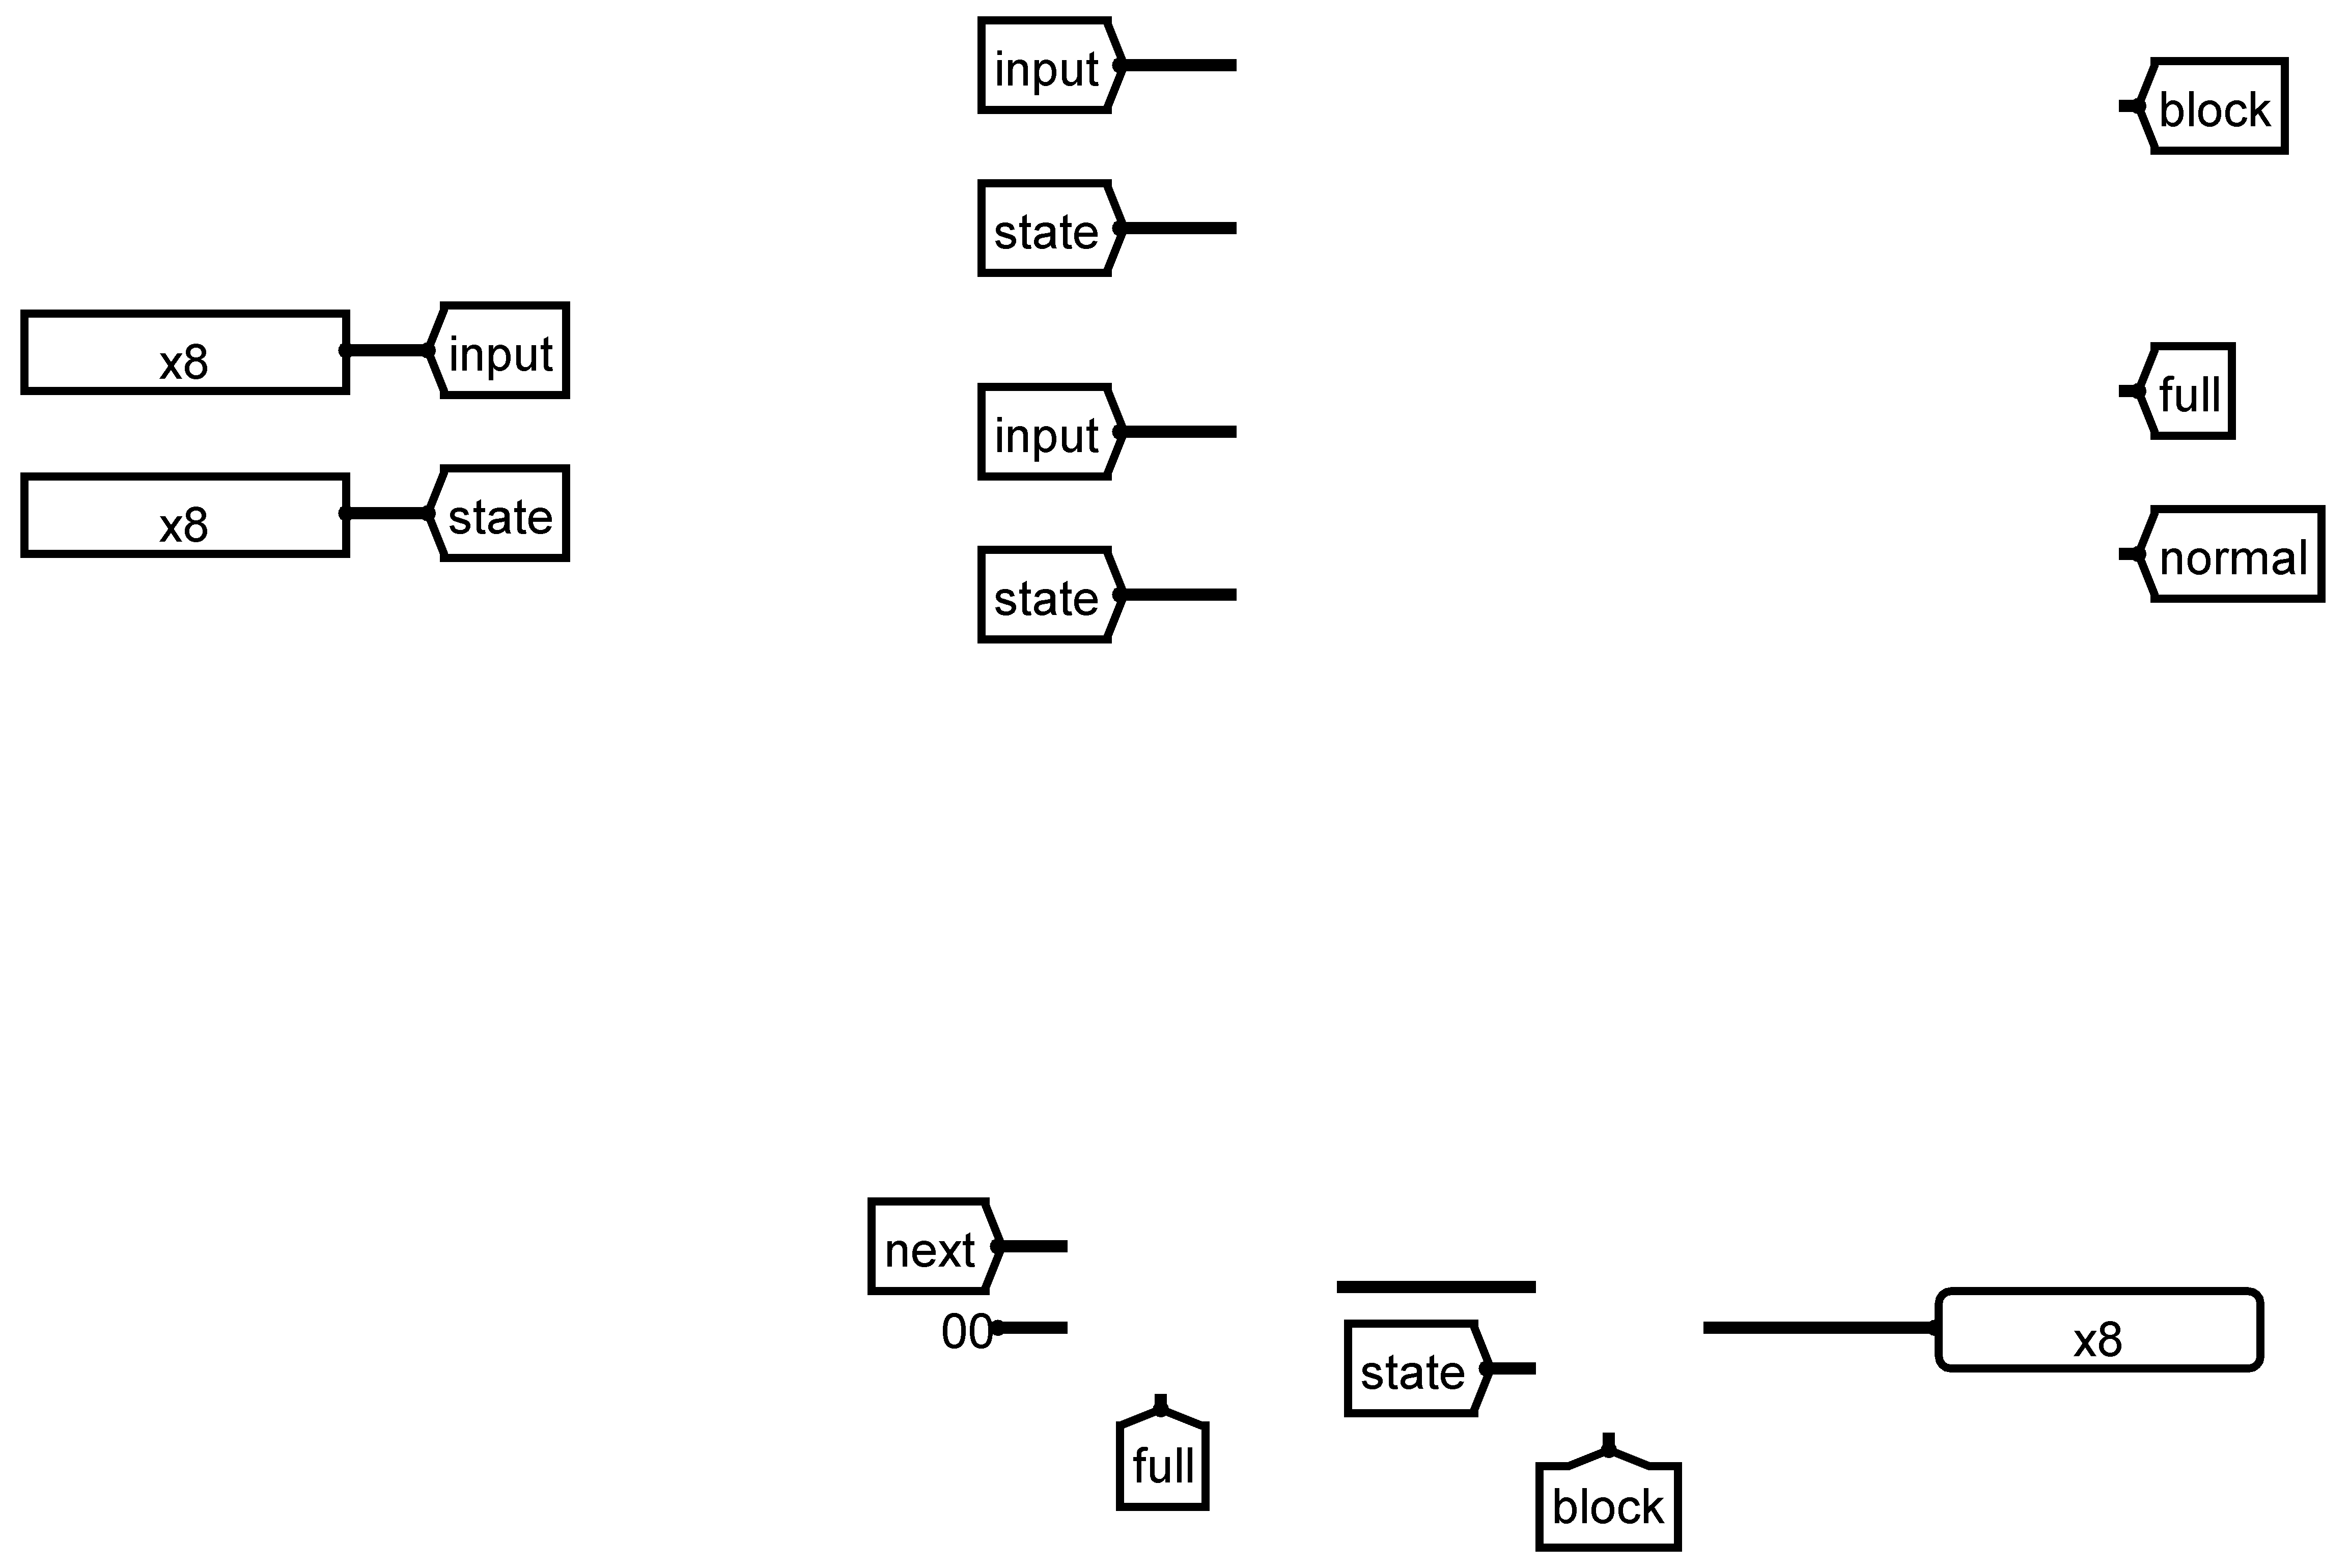 input
block
state
x8 input
input
full
x8 state
state
normal
next
00
state
x8
full
block